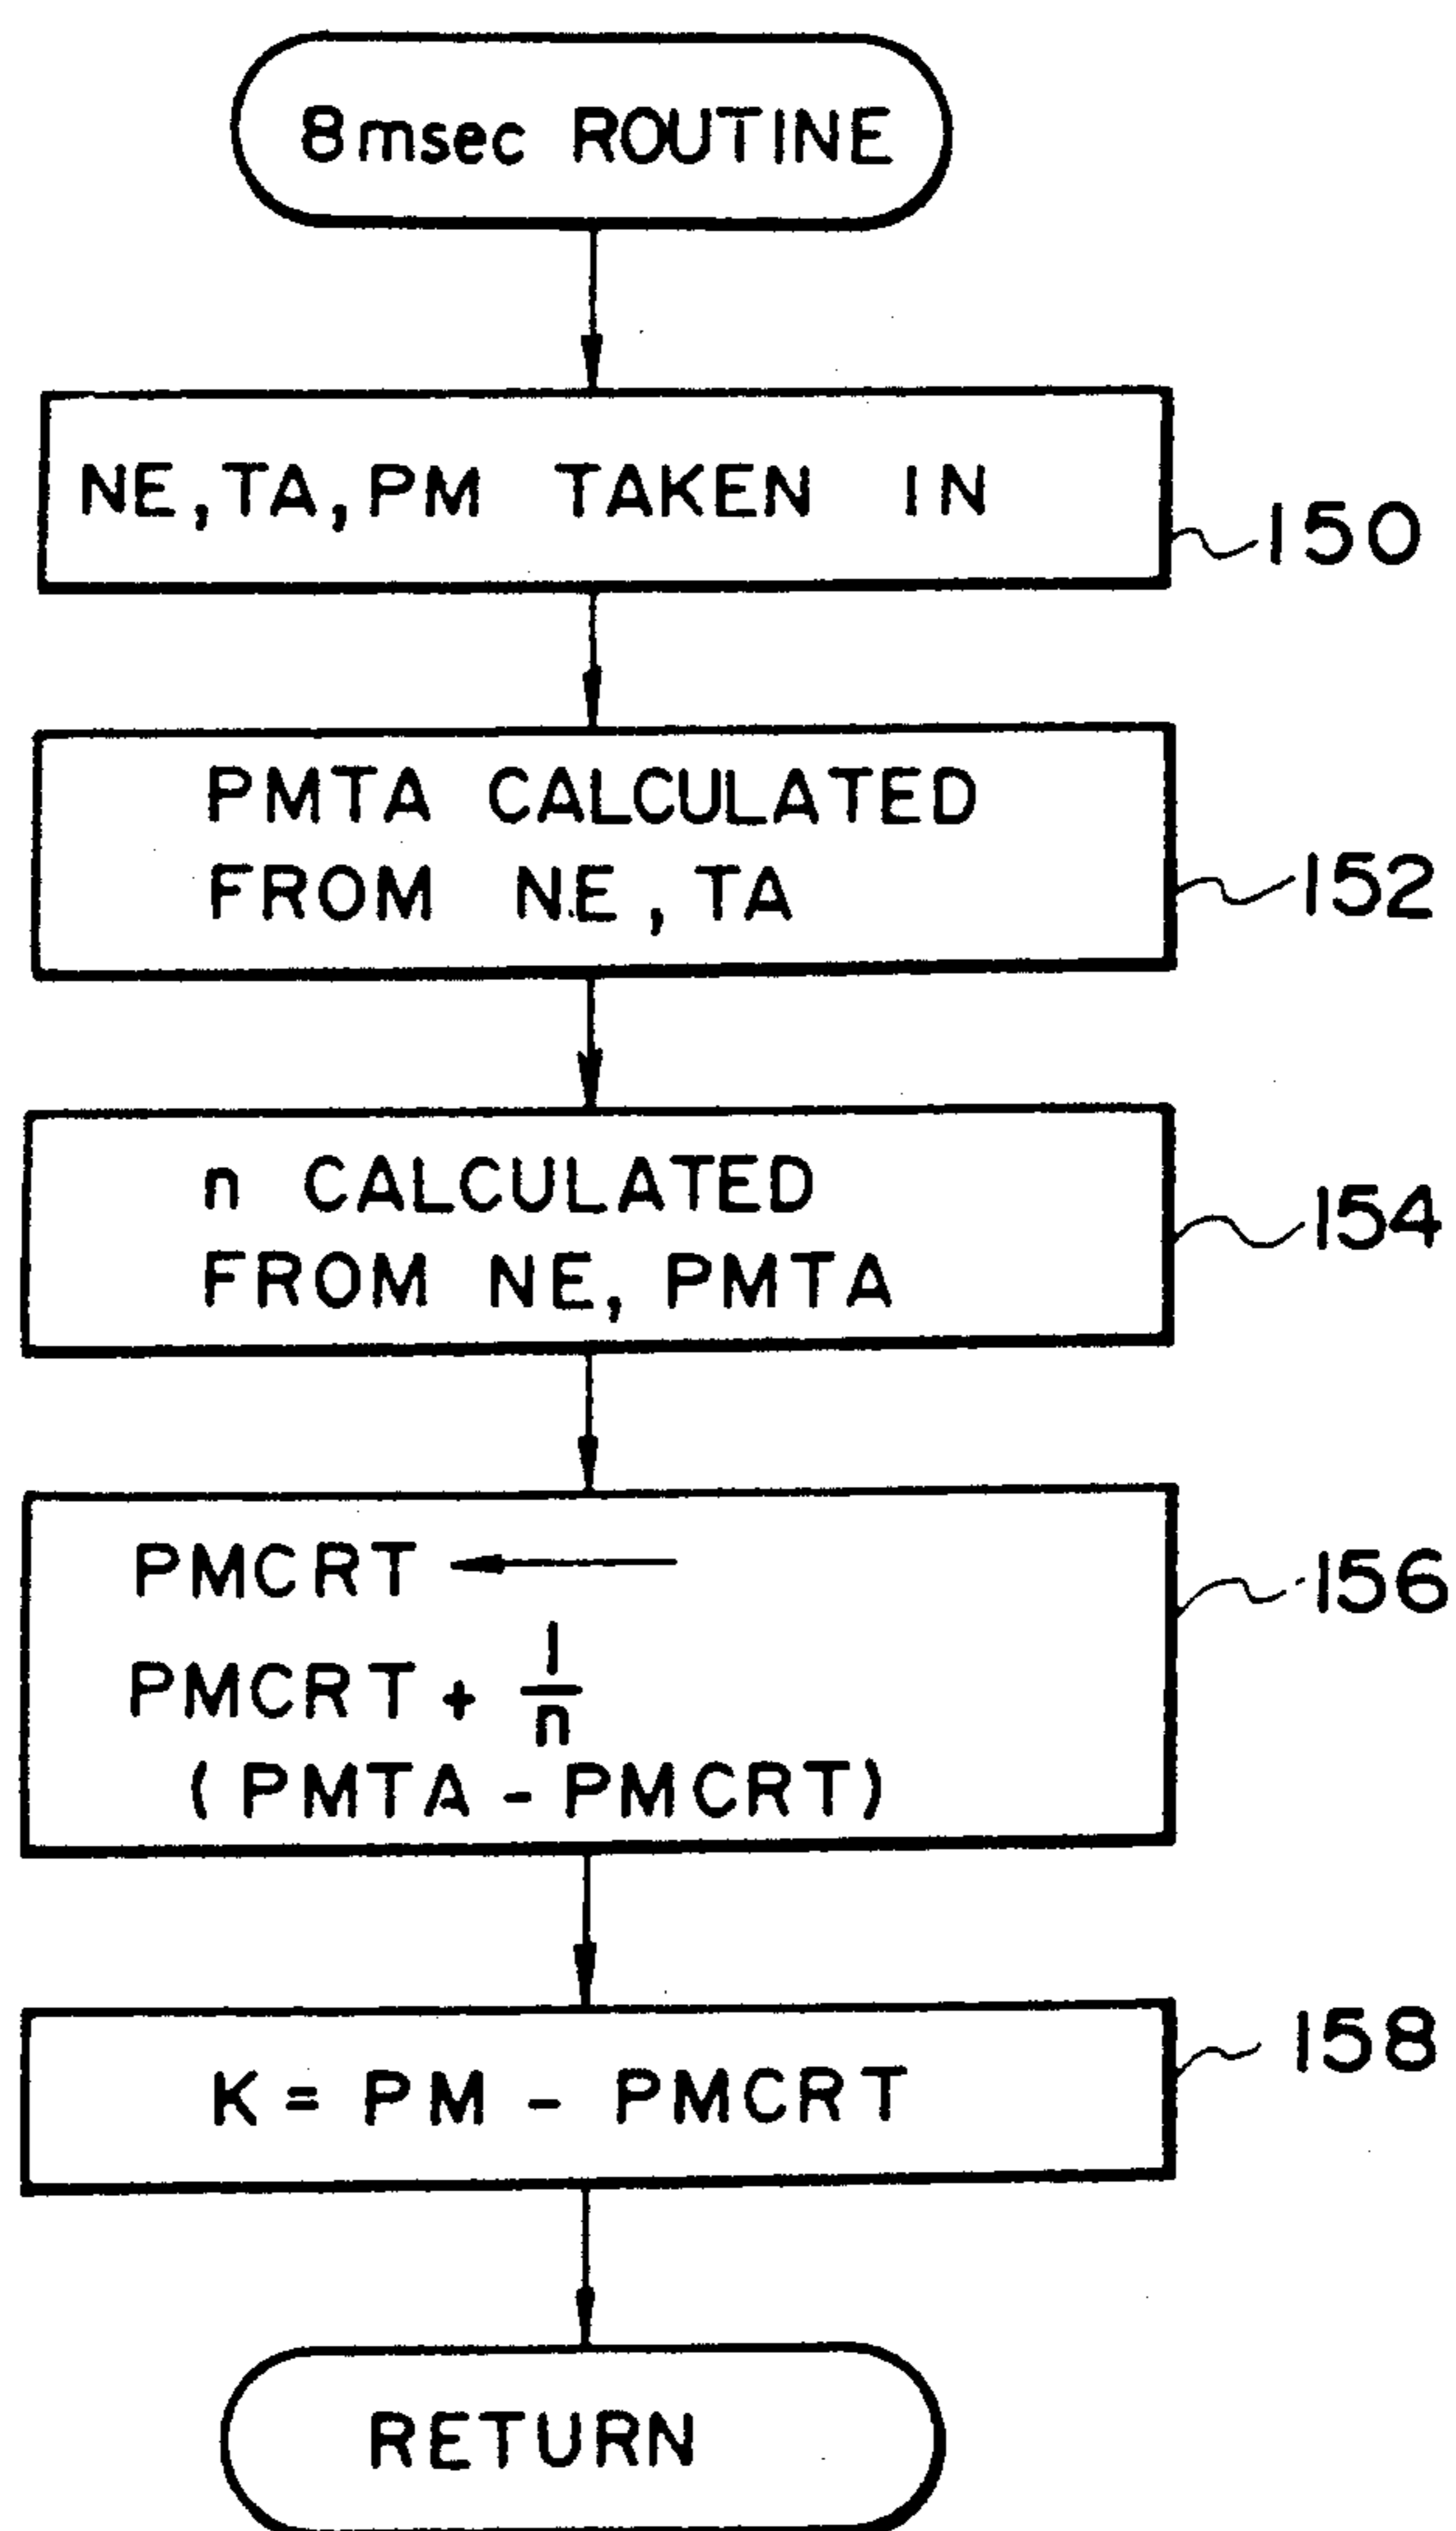 8msec ROUTINE
NE, TA, PM TAKEN IN
150
PMTA CALCULATED
FROM NE, TA
152
n CALCULATED
FROM NE, PMTA
154
PMCRT ←
PMCRT + 1/n
(PMTA - PMCRT)
156
K = PM - PMCRT
158
RETURN